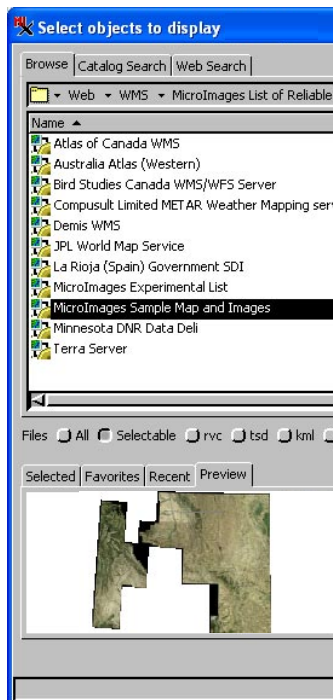 Select objects to display
Browse Catalog Search Web Search
Web WMS MicroImages List of Reliable
Name
Atlas of Canada WMS
Australia Atlas (Western)
Bird Studies Canada WMS/WFS Server
Compusult Limited METAR Weather Mapping serv
Demis WMS
JPL World Map Service
La Rioja (Spain) Government SDI
MicroImages Experimental List
MicroImages Sample Map and Images
Minnesota DNR Data Deli
Terra Server
Files All Selectable rvc tsd kml
Selected Favorites Recent Preview